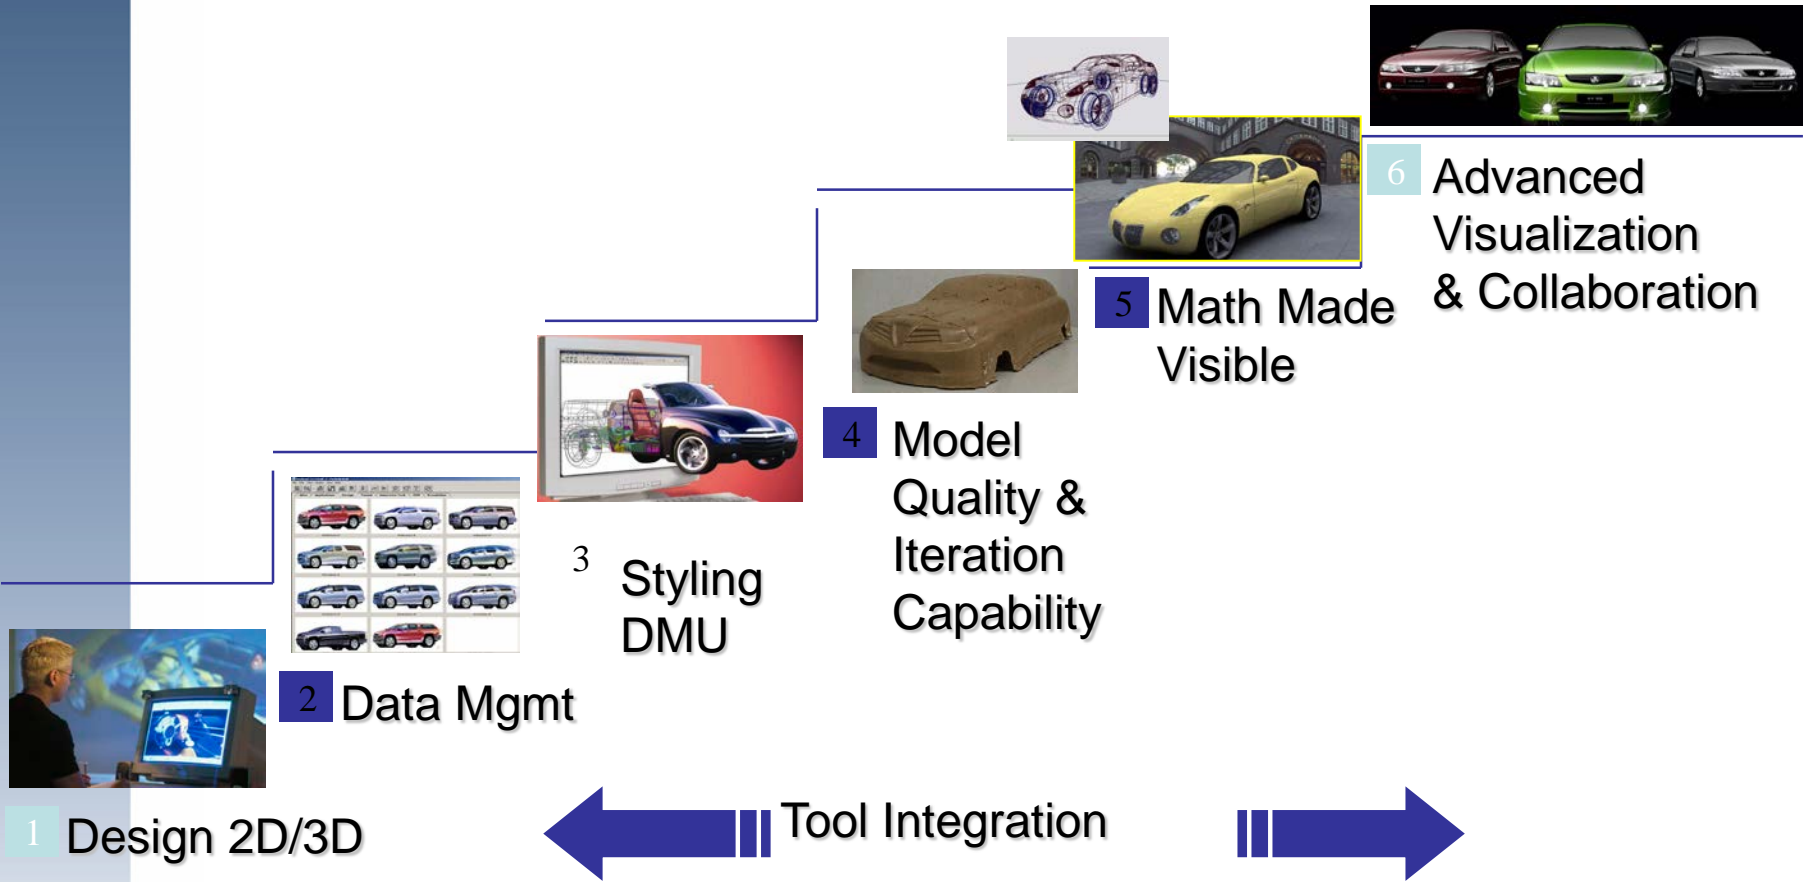 1 Design 2D/3D
2 Data Mgmt
3 Styling
DMU
4 Model
Quality &
Iteration
Capability
5 Math Made
Visible
6 Advanced
Visualization
& Collaboration
Tool Integration